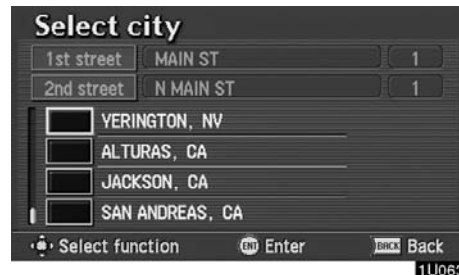 Select city
1st street MAIN ST 1
2nd street N MAIN ST 1
YERINGTON, NV
ALTURAS, CA
JACKSON, CA
SAN ANDREAS, CA
Select function ENT Enter BACK Back